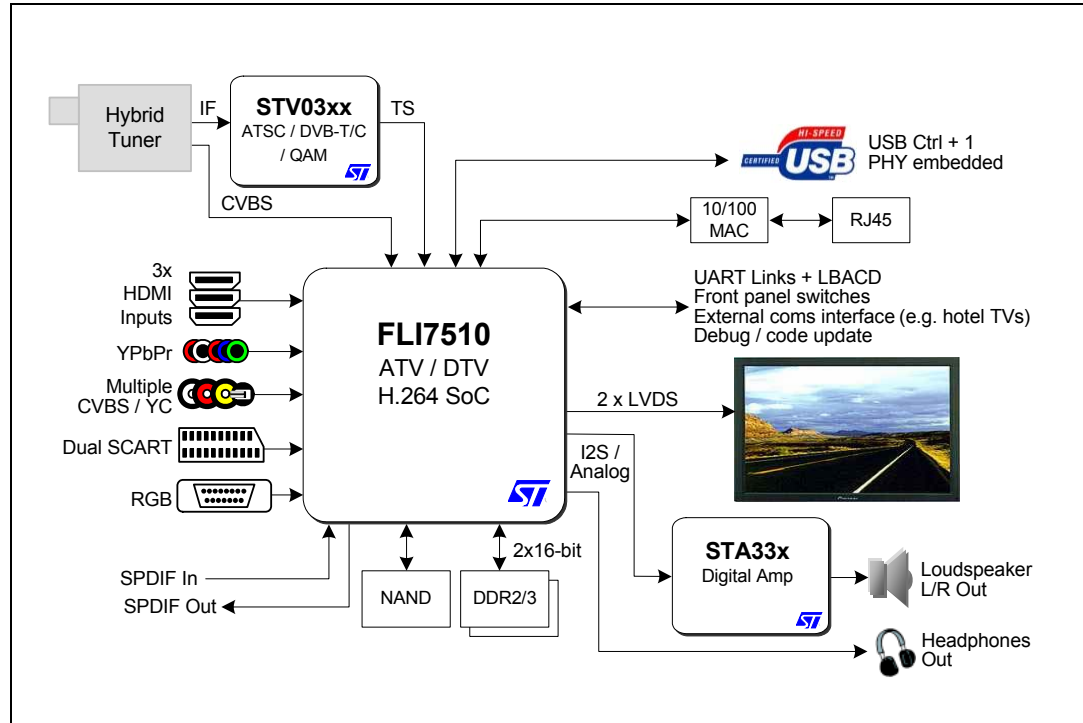 Hybrid
Tuner
IF
STV03xx
ATSC / DVB-T/C
/ QAM
ST
TS
CVBS
HI-SPEED
CERTIFIED USB
USB Ctrl + 1
PHY embedded
10/100
MAC
RJ45
3x
HDMI
Inputs
YPbPr
Multiple
CVBS / YC
Dual SCART
RGB
FLI7510
ATV / DTV
H.264 SoC
ST
UART Links + LBACD
Front panel switches
External coms interface (e.g. hotel TVs)
Debug / code update
2 x LVDS
I2S /
Analog
SPDIF In
SPDIF Out
NAND
2x16-bit
DDR2/3
STA33x
Digital Amp
ST
Loudspeaker
L/R Out
Headphones
Out